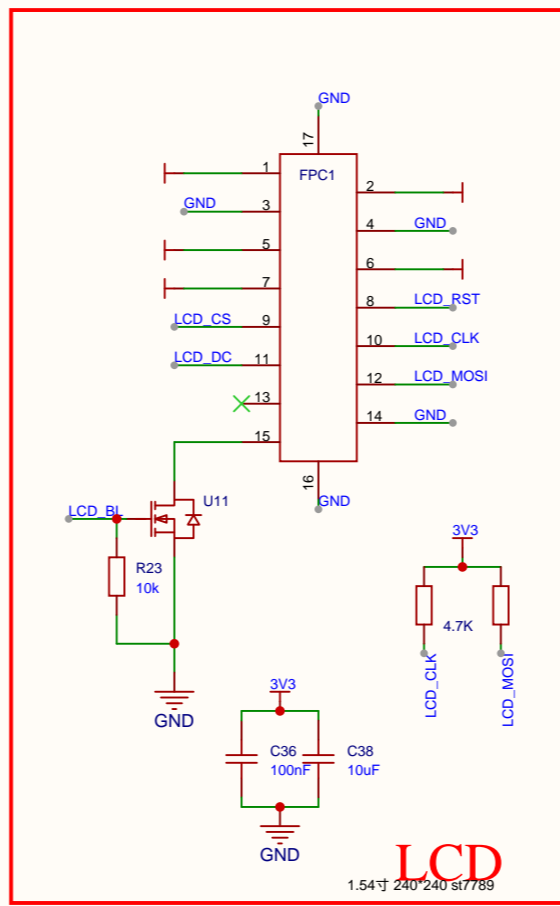 GND
17
FPC1
1
2
GND
3
4
GND
5
6
7
8
LCD_RST
LCD_CS
9
10
LCD_CLK
LCD_DC
11
12
LCD_MOSI
13
14
GND
15
16
GND
LCD_BL
U11
R23
10k
GND
3V3
4.7K
LCD_CLK
LCD_MOSI
3V3
C36
100nF
C38
10uF
GND
LCD
1.54寸 240*240 st7789